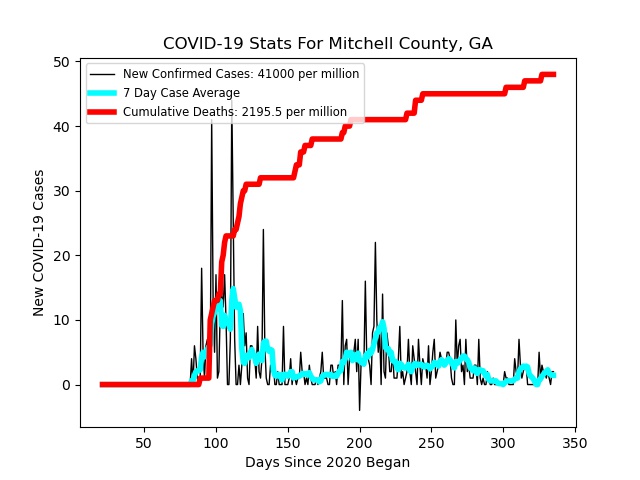 COVID-19 Stats For Mitchell County, GA
New Confirmed Cases: 41000 per million
7 Day Case Average
Cumulative Deaths: 2195.5 per million
New COVID-19 Cases
50
40
30
20
10
0
50 100 150 200 250 300 350
Days Since 2020 Began